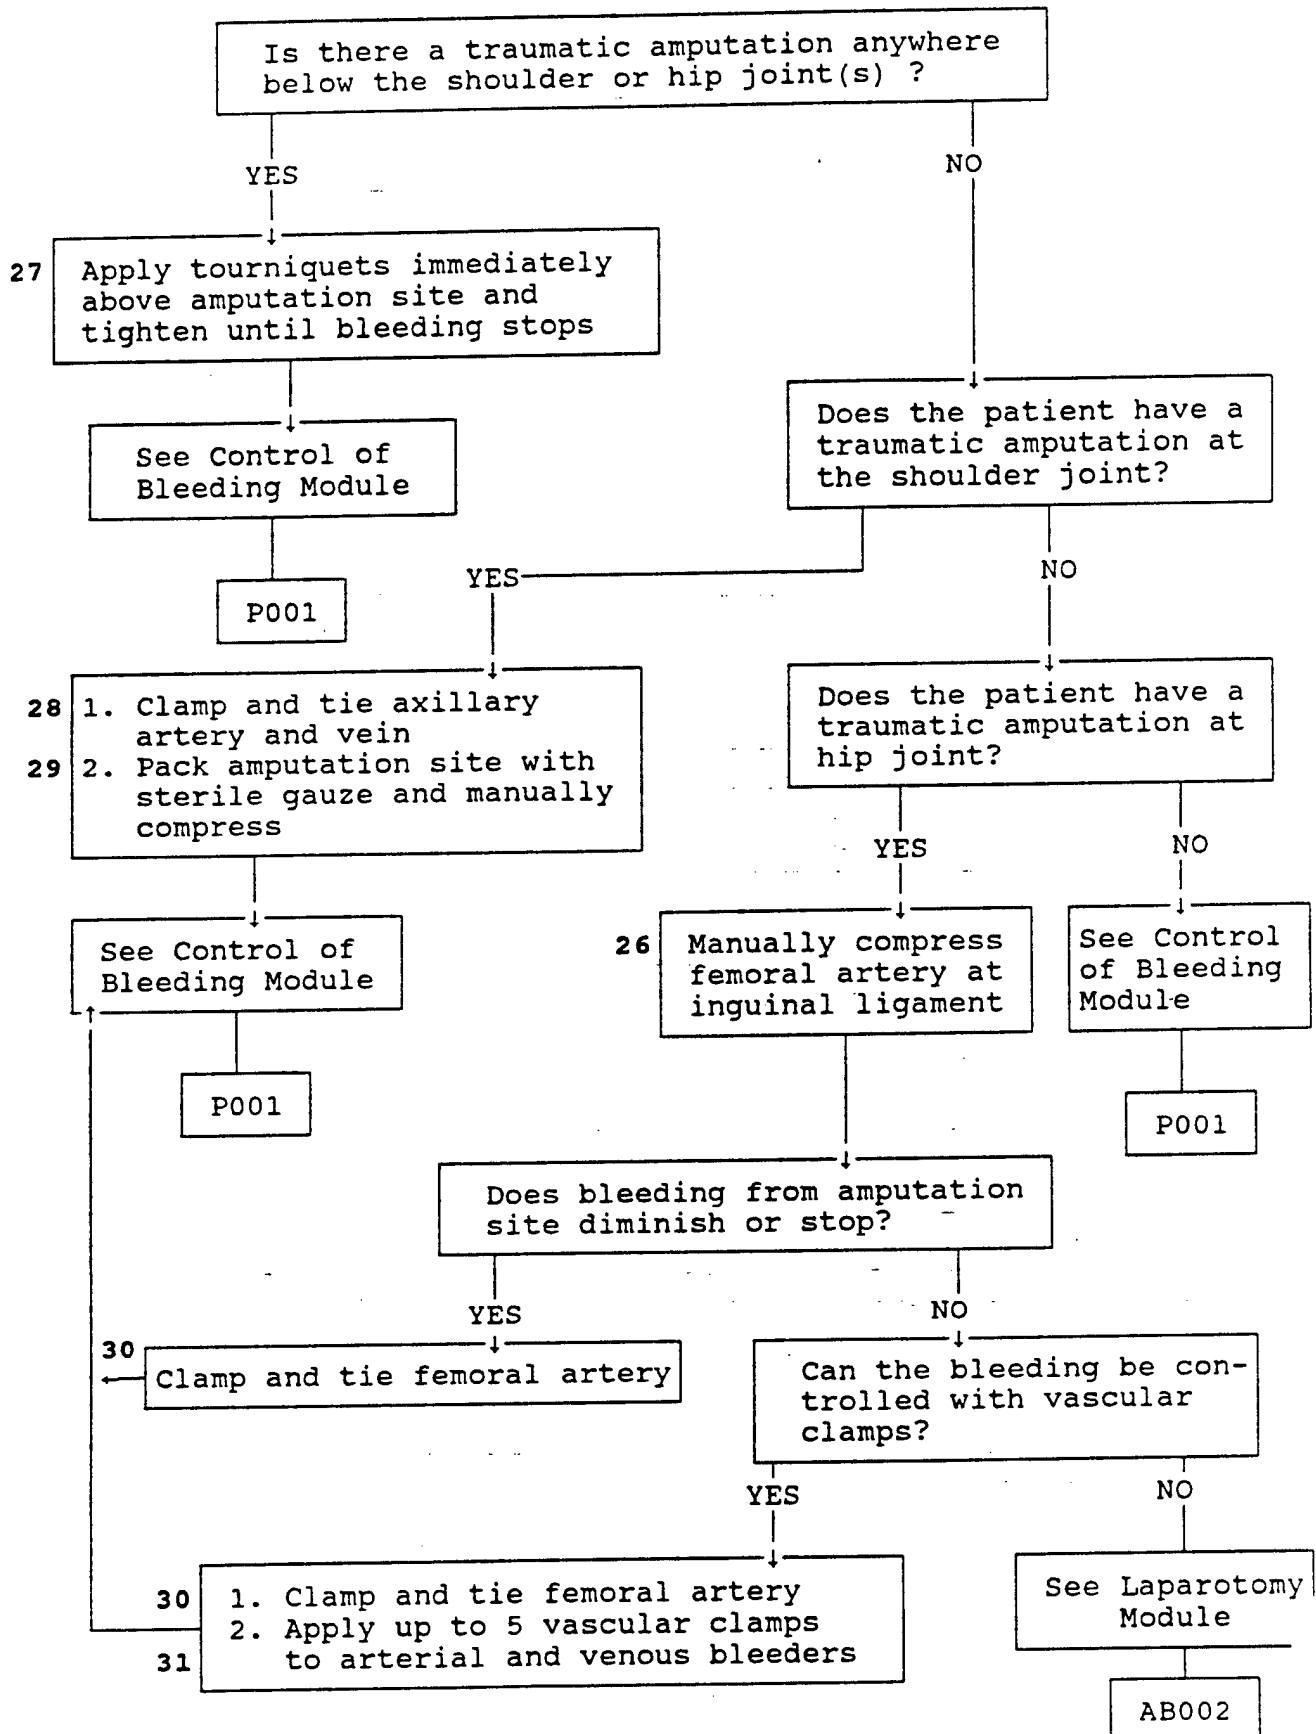 Is there a traumatic amputation anywhere
below the shoulder or hip joint(s) ?
YES
NO
27
Apply tourniquets immediately
above amputation site and
tighten until bleeding stops
See Control of
Bleeding Module
P001
Does the patient have a
traumatic amputation at
the shoulder joint?
YES
NO
28 1. Clamp and tie axillary
artery and vein
29 2. Pack amputation site with
sterile gauze and manually
compress
See Control of
Bleeding Module
P001
Does the patient have a
traumatic amputation at
hip joint?
YES
NO
26
Manually compress
femoral artery at
inguinal ligament
See Control
of Bleeding
Module
P001
Does bleeding from amputation
site diminish or stop?
YES
NO
30
Clamp and tie femoral artery
Can the bleeding be con-
trolled with vascular
clamps?
YES
NO
30 1. Clamp and tie femoral artery
2. Apply up to 5 vascular clamps
31 to arterial and venous bleeders
See Laparotomy
Module
AB002